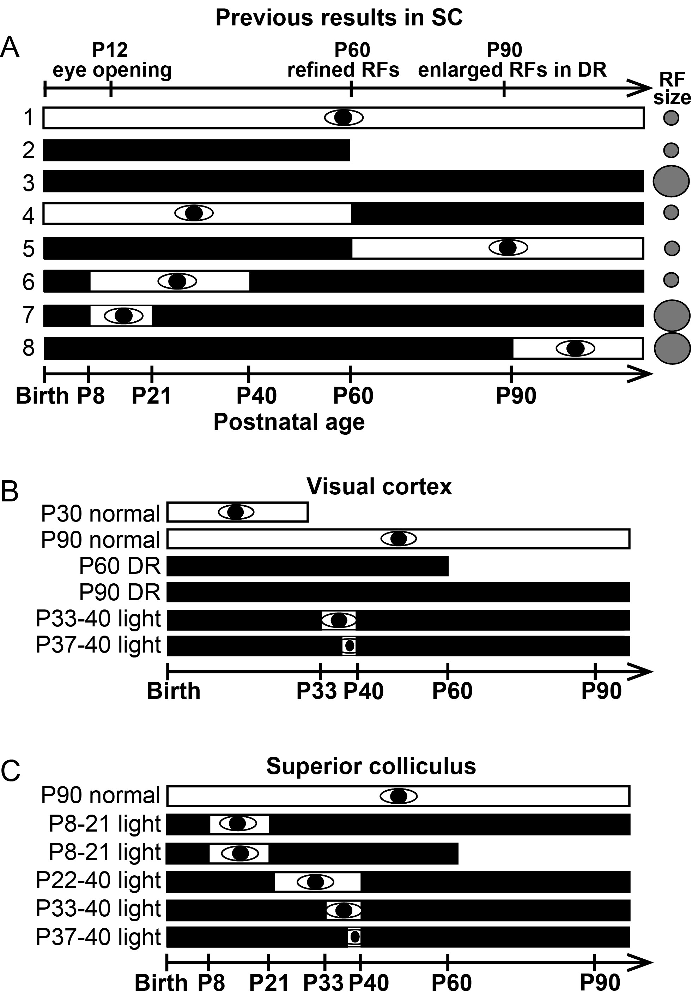 Previous results in SC
A
P12
eye opening
P60
refined RFs
P90
enlarged RFs in DR
RF
size
1
2
3
4
5
6
7
8
Birth P8 P21 P40 P60 P90
Postnatal age
B
Visual cortex
P30 normal
P90 normal
P60 DR
P90 DR
P33-40 light
P37-40 light
Birth P33 P40 P60 P90
C
Superior colliculus
P90 normal
P8-21 light
P8-21 light
P22-40 light
P33-40 light
P37-40 light
Birth P8 P21 P33 P40 P60 P90